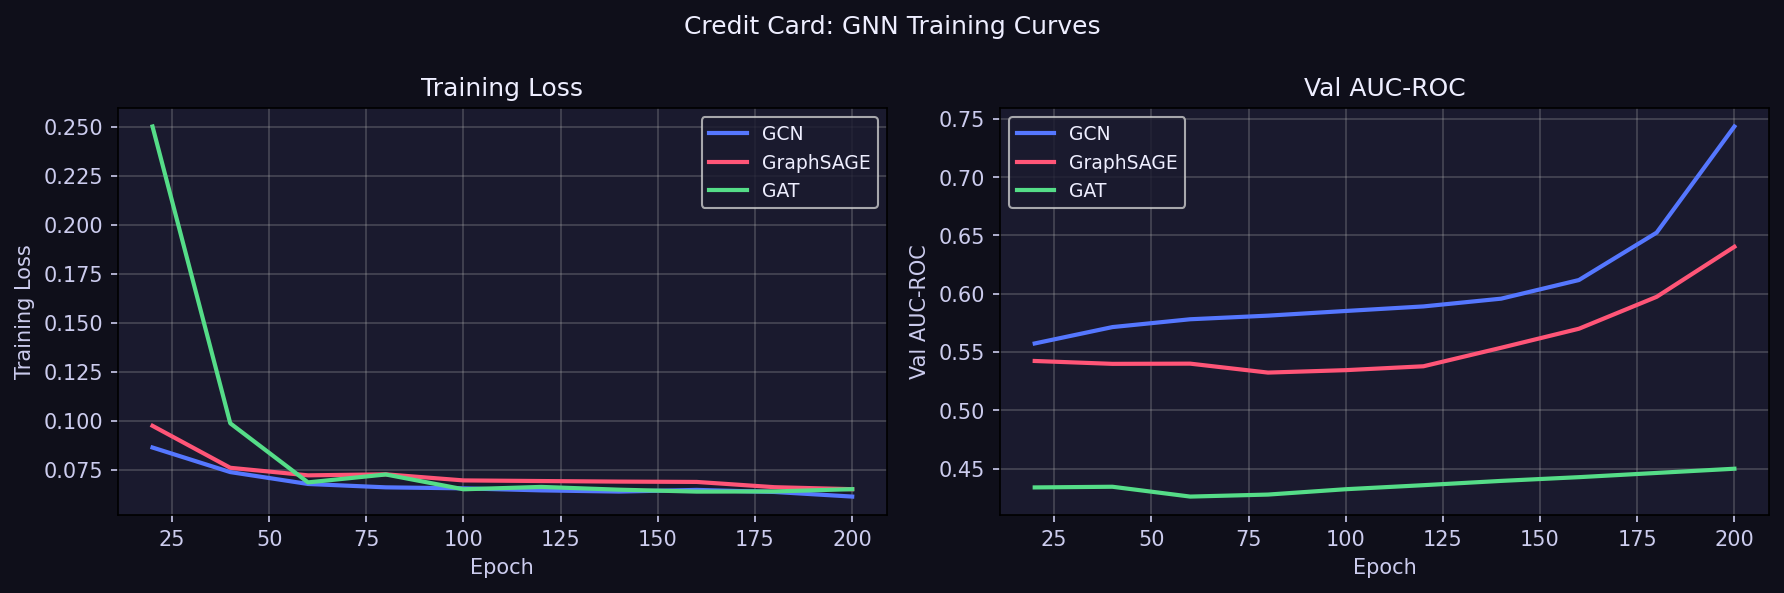 Credit Card: GNN Training Curves
Training Loss
0.250
0.225
0.200
0.175
0.150
0.125
0.100
0.075
Training Loss
GCN
GraphSAGE
GAT
25 50 75 100 125 150 175 200
Epoch
Val AUC-ROC
0.75
0.70
0.65
0.60
0.55
0.50
0.45
Val AUC-ROC
GCN
GraphSAGE
GAT
25 50 75 100 125 150 175 200
Epoch